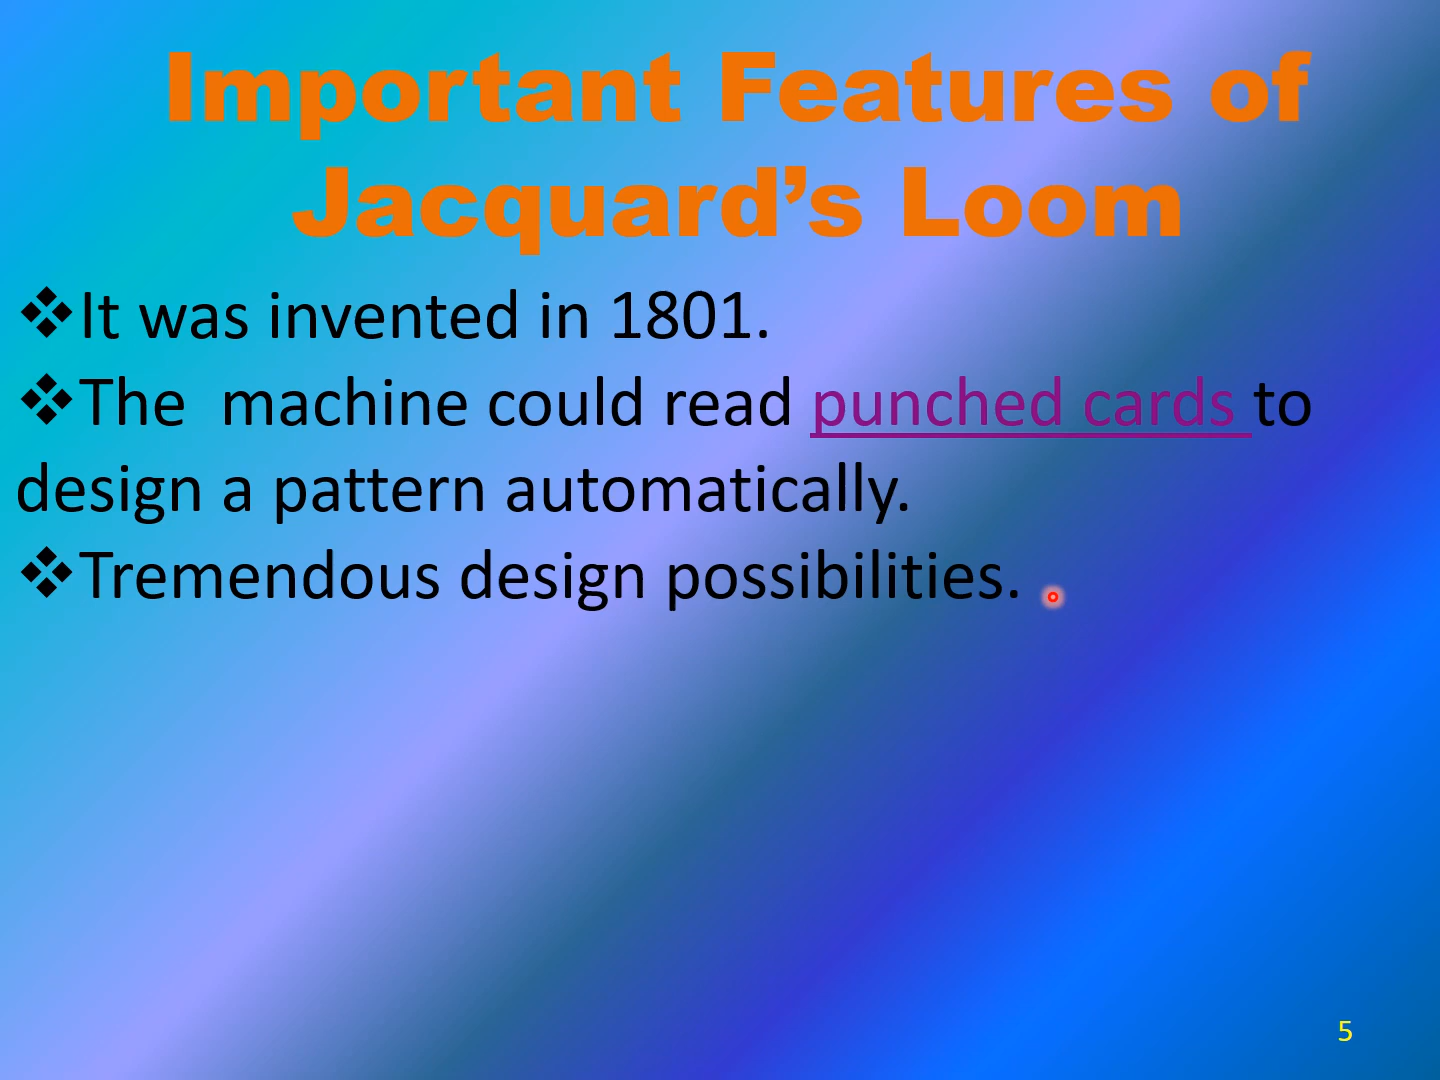 Important Features of
Jacquard’s Loom
❖It was invented in 1801.
❖The  machine could read punched cards to
design a pattern automatically.
❖Tremendous design possibilities.
5